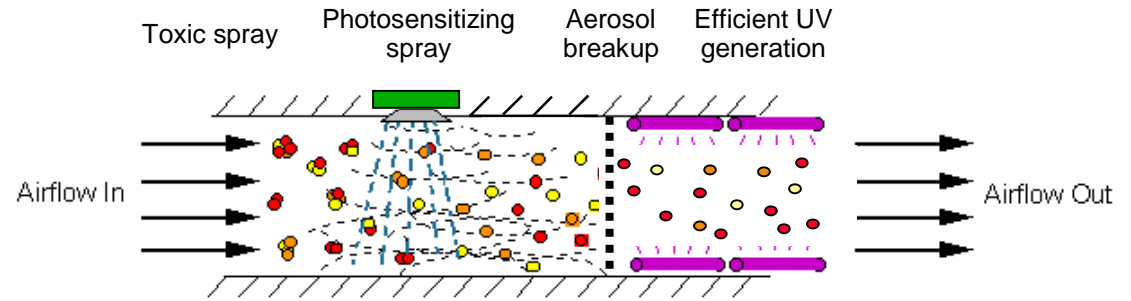 Toxic spray
Photosensitizing
spray
Aerosol
breakup
Efficient UV
generation
Airflow In
Airflow Out